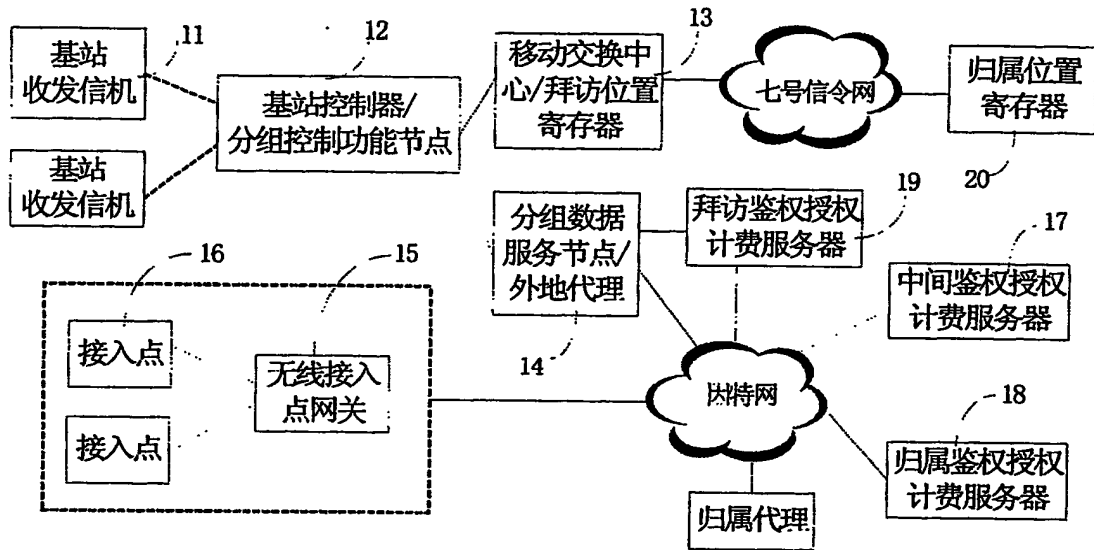 基站
收发信机
11
12
基站控制器/
分组控制功能节点
移动交换中
心/拜访位置
寄存器
13
七号信令网
归属位置
寄存器
20
基站
收发信机
分组数据
服务节点/
外地代理
14
拜访鉴权授权
计费服务器
19
17
中间鉴权授权
计费服务器
16
15
接入点
无线接入
点网关
接入点
因特网
18
归属鉴权授权
计费服务器
归属代理